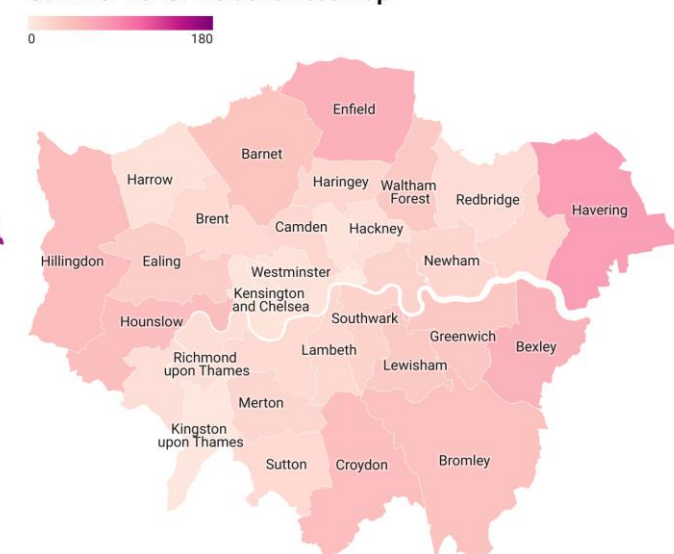 0
180
Enfield
Barnet
Harrow
Haringey
Waltham
Forest
Redbridge
Havering
Brent
Camden
Hackney
Hillingdon
Ealing
Newham
Westminster
Kensington
and Chelsea
Hounslow
Southwark
Greenwich
Bexley
Richmond
upon Thames
Lambeth
Lewisham
Merton
Kingston
upon Thames
Sutton
Croydon
Bromley